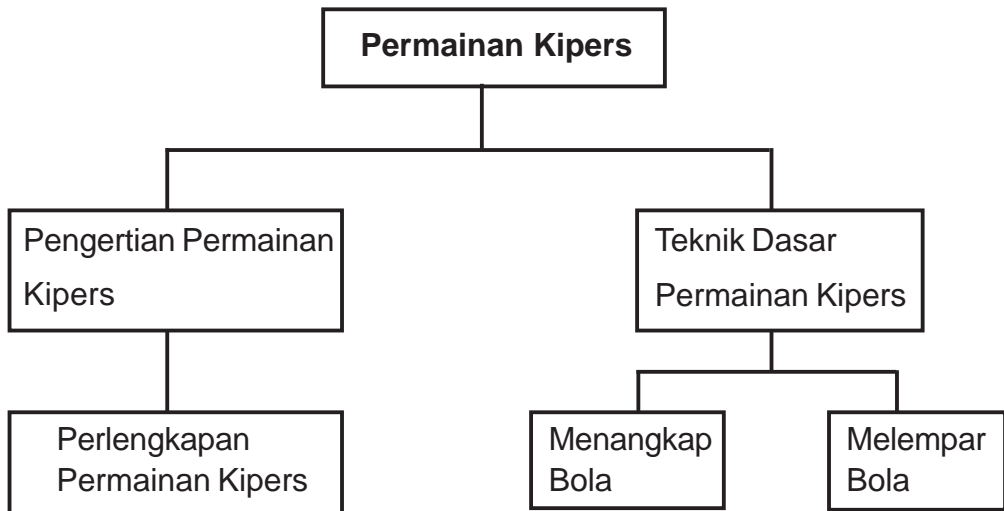 Permainan Kipers
Pengertian Permainan
Kipers
Teknik Dasar
Permainan Kipers
Perlengkapan
Permainan Kipers
Menangkap
Bola
Melempar
Bola